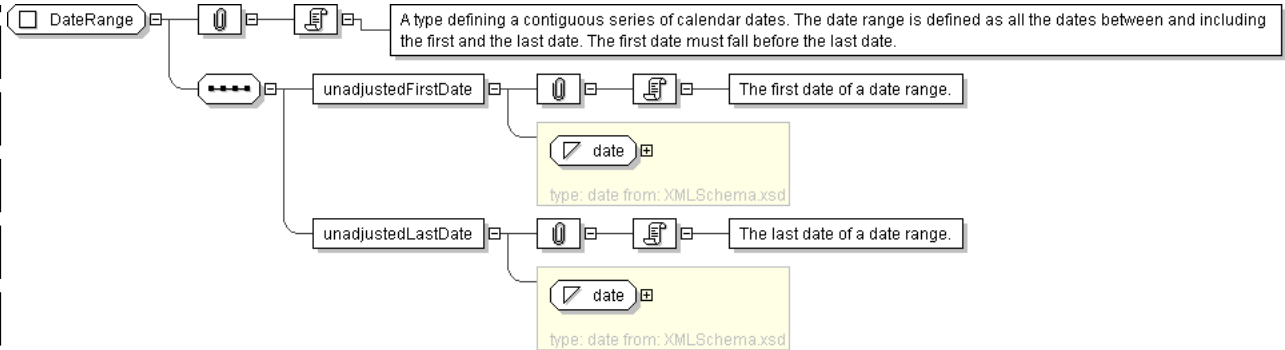 DateRange
A type defining a contiguous series of calendar dates. The date range is defined as all the dates between and including
the first and the last date. The first date must fall before the last date.
unadjustedFirstDate
The first date of a date range.
date
type: date from: XMLSchema.xsd
unadjustedLastDate
The last date of a date range.
date
type: date from: XMLSchema.xsd